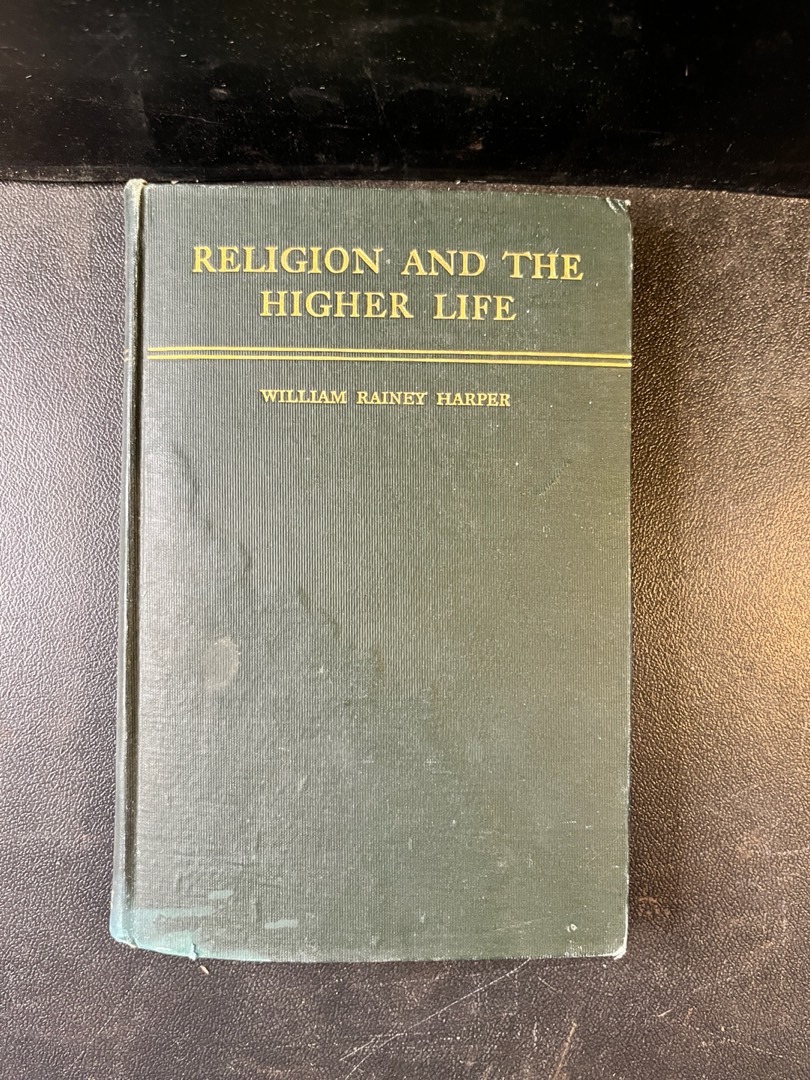 RELIGION AND THE
HIGHER LIFE
WILLIAM RAINEY HARPER